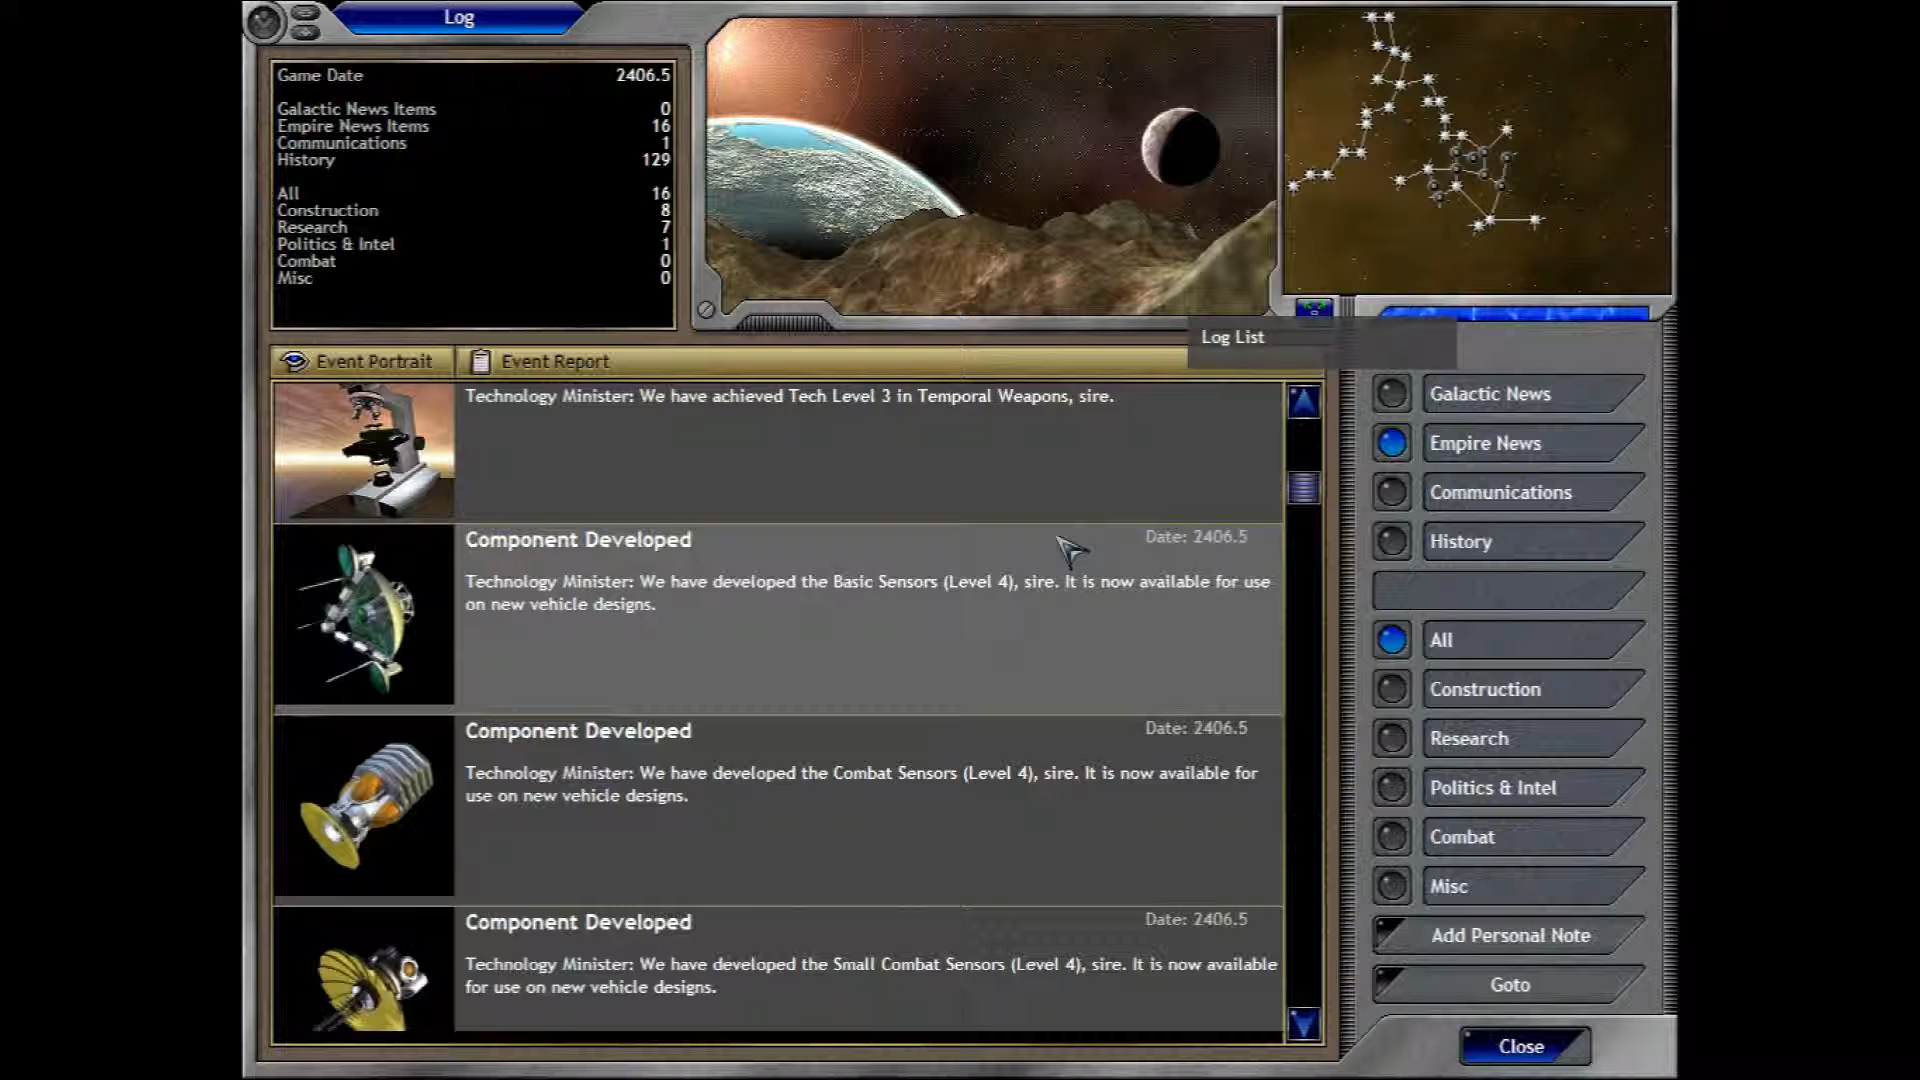 Log
Game Date 2406.5
Galactic News Items 0
Empire News Items 16
Communications 1
History 129
All 16
Construction 8
Research 7
Politics & Intel 1
Combat 0
Misc 0
Log List
Event Portrait Event Report
Technology Minister: We have achieved Tech Level 3 in Temporal Weapons, sire.
Component Developed Date: 2406.5
Technology Minister: We have developed the Basic Sensors (Level 4), sire. It is now available for use
on new vehicle designs.
Component Developed Date: 2406.5
Technology Minister: We have developed the Combat Sensors (Level 4), sire. It is now available for
use on new vehicle designs.
Component Developed Date: 2406.5
Technology Minister: We have developed the Small Combat Sensors (Level 4), sire. It is now available
for use on new vehicle designs.
Galactic News
Empire News
Communications
History
All
Construction
Research
Politics & Intel
Combat
Misc
Add Personal Note
Goto
Close